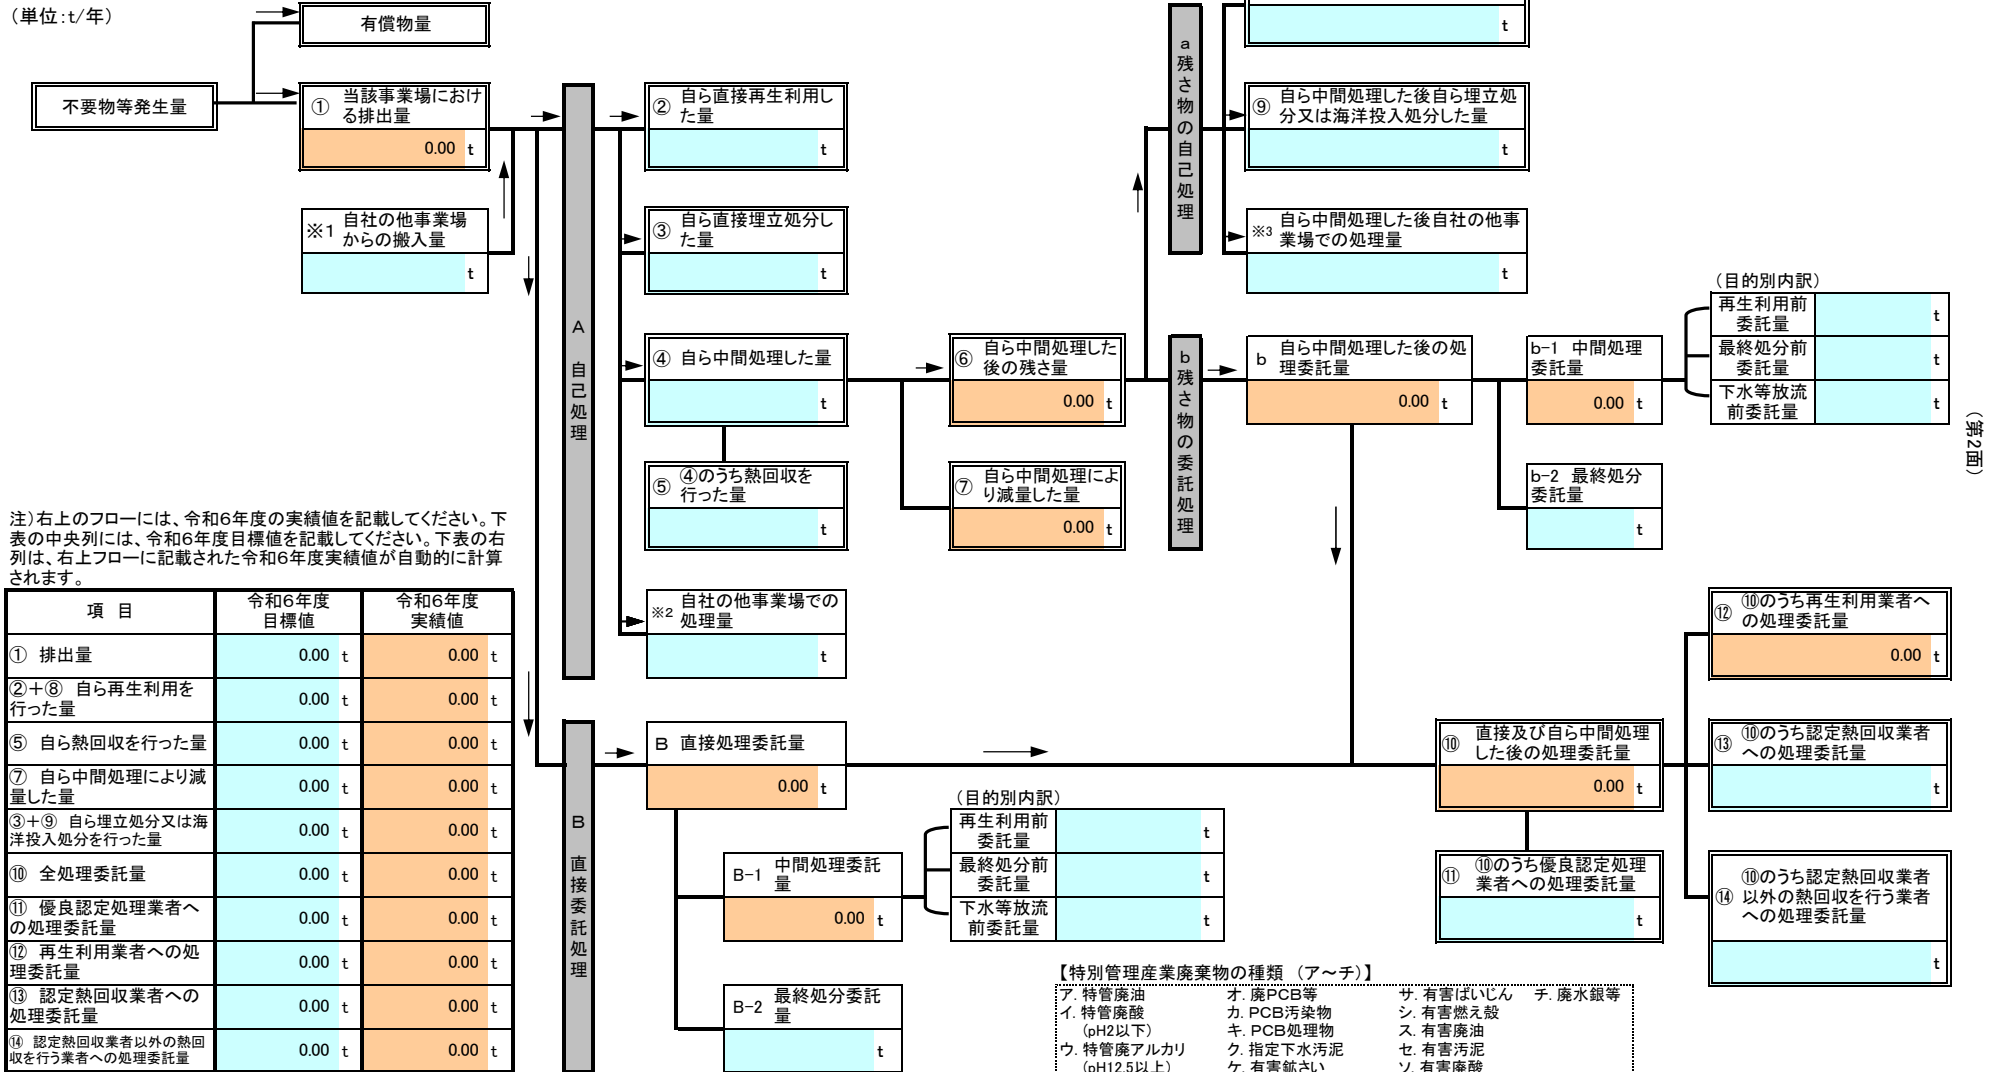 （単位：t/年）
有償物量
不要物等発生量
① 当該事業場におけ
る排出量
0.00 t
※1 自社の他事業場
からの搬入量
t
A 自己処理
② 自ら直接再生利用し
た量
t
③ 自ら直接埋立処分し
た量
t
④ 自ら中間処理した量
t
⑤ ④のうち熱回収を
行った量
t
※2 自社の他事業場での
処理量
t
⑥ 自ら中間処理した
後の残さ量
0.00 t
⑦ 自ら中間処理によ
り減量した量
0.00 t
a 残さ物の自己処理
t
⑨ 自ら中間処理した後自ら埋立処
分又は海洋投入処分した量
t
※3 自ら中間処理した後自社の他事
業場での処理量
t
b 残さ物の委託処理
b 自ら中間処理した後の処
理委託量
0.00 t
b-1 中間処理
委託量
0.00 t
b-2 最終処分
委託量
t
（目的別内訳）
再生利用前
委託量
t
最終処分前
委託量
t
下水等放流
前委託量
t
（第2面）
注）右上のフローには、令和6年度の実績値を記載してください。下
表の中央列には、令和6年度目標値を記載してください。下表の右
列は、右上フローに記載された令和6年度実績値が自動的に計算
されます。
項 目 令和6年度 令和6年度
目標値 実績値
① 排出量 0.00 t 0.00 t
②＋⑧ 自ら再生利用を
行った量 0.00 t 0.00 t
⑤ 自ら熱回収を行った量 0.00 t 0.00 t
⑦ 自ら中間処理により減
量した量 0.00 t 0.00 t
③＋⑨ 自ら埋立処分又は海
洋投入処分を行った量 0.00 t 0.00 t
⑩ 全処理委託量 0.00 t 0.00 t
⑪ 優良認定処理業者へ
の処理委託量 0.00 t 0.00 t
⑫ 再生利用業者への処
理委託量 0.00 t 0.00 t
⑬ 認定熱回収業者への
処理委託量 0.00 t 0.00 t
⑭ 認定熱回収業者以外の熱回
収を行う業者への処理委託量 0.00 t 0.00 t
B 直接委託処理
B 直接処理委託量
0.00 t
B-1 中間処理委託
量
0.00 t
B-2 最終処分委託
量
t
（目的別内訳）
再生利用前
委託量
t
最終処分前
委託量
t
下水等放流
前委託量
t
⑩ 直接及び自ら中間処理
した後の処理委託量
0.00 t
⑪ ⑩のうち優良認定処理
業者への処理委託量
t
⑫ ⑩のうち再生利用業者へ
の処理委託量
0.00 t
⑬ ⑩のうち認定熱回収業者
への処理委託量
t
⑭ ⑩のうち認定熱回収業者
以外の熱回収を行う業者
への処理委託量
t
【特別管理産業廃棄物の種類 （ア～チ）】
ア. 特管廃油 オ. 廃PCB等 サ. 有害ばいじん チ. 廃水銀等
イ. 特管廃酸 カ. PCB汚染物 シ. 有害燃え殻
（pH2以下） キ. PCB処理物 ス. 有害廃油
ウ. 特管廃アルカリ ク. 指定下水汚泥 セ. 有害汚泥
（pH12.5以上） ケ. 有害鉱さい ソ. 有害廃酸